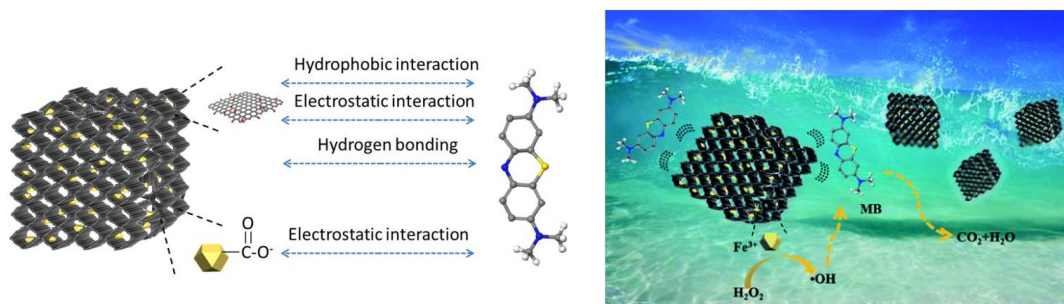 Hydrophobic interaction
Electrostatic interaction
Hydrogen bonding
O
C-O⁻
Electrostatic interaction
MB
Fe³⁺
CO₂+H₂O
•OH
H₂O₂